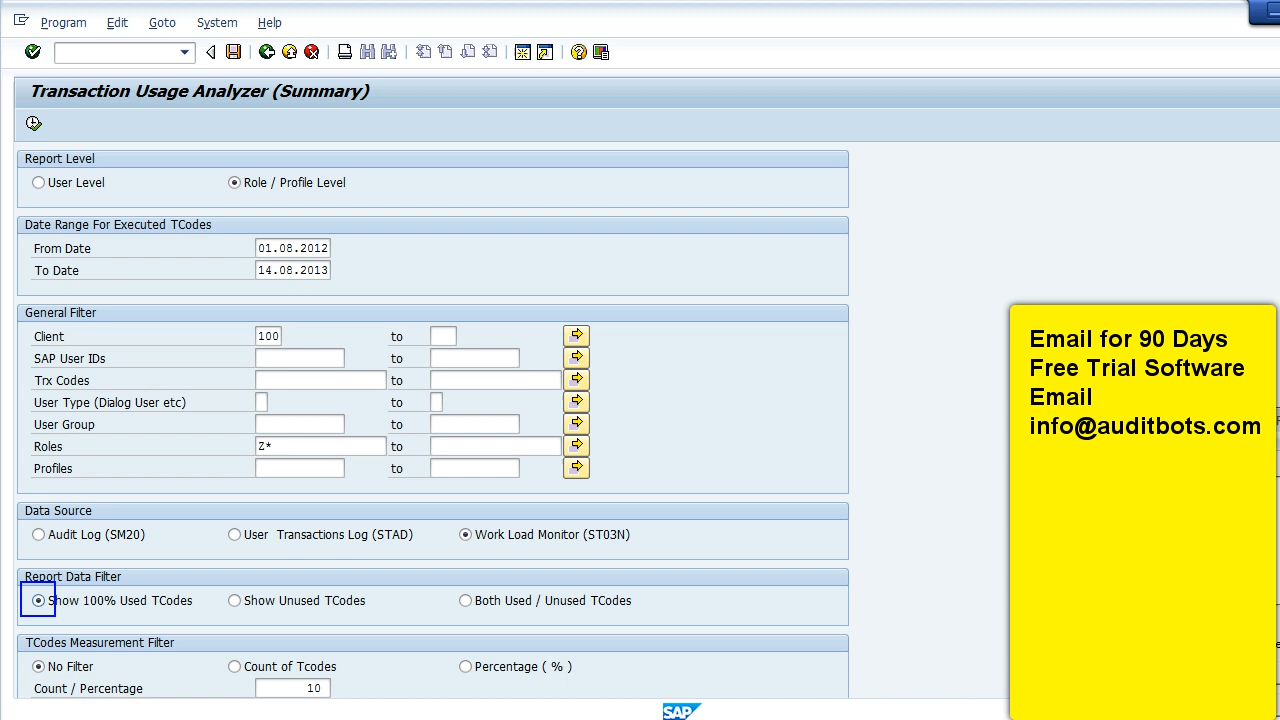 Program Edit Goto System Help
Transaction Usage Analyzer (Summary)
Report Level
User Level Role / Profile Level
Date Range For Executed TCodes
From Date 01.08.2012
To Date 14.08.2013
General Filter
Client 100 to
SAP User IDs to
Trx Codes to
User Type (Dialog User etc) to
User Group to
Roles Z* to
Profiles to
Data Source
Audit Log (SM20) User Transactions Log (STAD) Work Load Monitor (ST03N)
Report Data Filter
Show 100% Used TCodes Show Unused TCodes Both Used / Unused TCodes
TCodes Measurement Filter
No Filter Count of Tcodes Percentage ( % )
Count / Percentage 10
SAP
Email for 90 Days
Free Trial Software
Email
info@auditbots.com